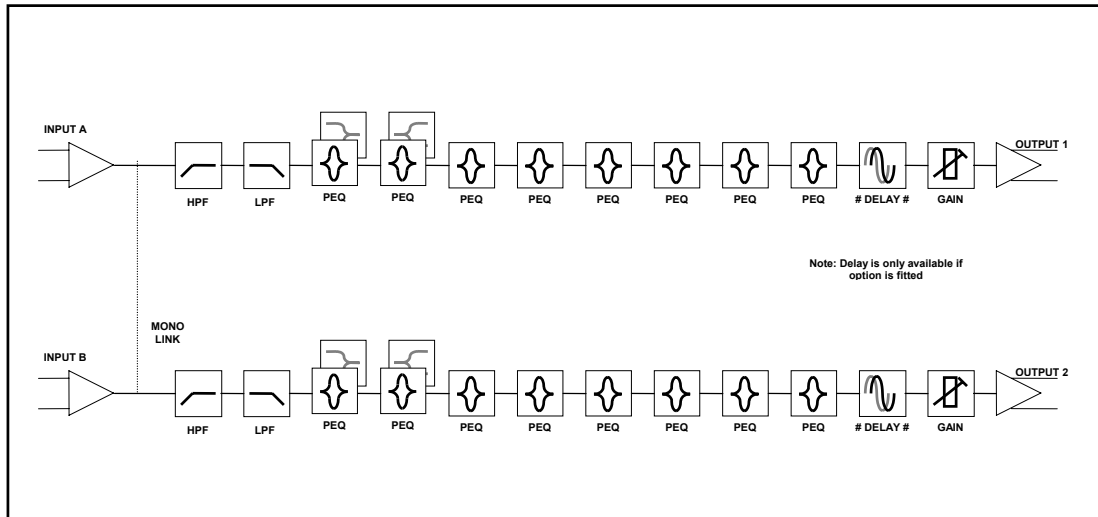 INPUT A
OUTPUT 1
HPF LPF PEQ PEQ PEQ PEQ PEQ PEQ PEQ PEQ # DELAY # GAIN
Note: Delay is only available if
option is fitted
MONO
LINK
INPUT B
OUTPUT 2
HPF LPF PEQ PEQ PEQ PEQ PEQ PEQ PEQ PEQ # DELAY # GAIN